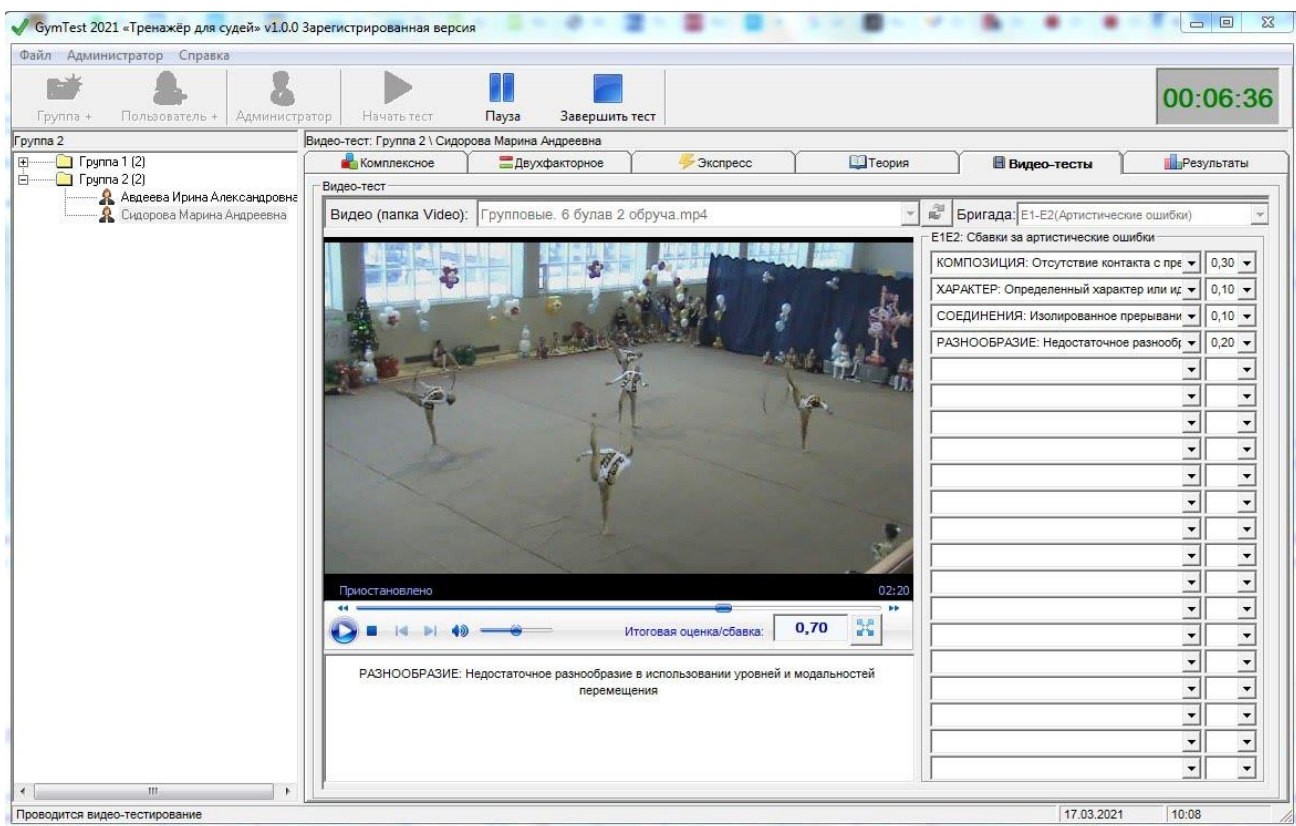 GymTest 2021 «Тренажёр для судей» v1.0.0 Зарегистрированная версия
Файл Администратор Справка
Группа + Пользователь + Администратор Начать тест Пауза Завершить тест 00:06:36
Группа 2
Группа 1 (2)
Группа 2 (2)
Авдеева Ирина Александровна
Сидорова Марина Андреевна
Видео-тест: Группа 2 \ Сидорова Марина Андреевна
Комплексное Двухфакторное Экспресс Теория Видео-тесты Результаты
Видео-тест
Видео (папка Video): Групповые. 6 булав 2 обруча.mp4 Бригада: E1-E2(Артистические ошибки)
E1E2: Сбавки за артистические ошибки
КОМПОЗИЦИЯ: Отсутствие контакта с пре 0,30
ХАРАКТЕР: Определенный характер или ид 0,10
СОЕДИНЕНИЯ: Изолированное прерывани 0,10
РАЗНООБРАЗИЕ: Недостаточное разнообр 0,20
Приостановлено 02:20
Итоговая оценка/сбавка: 0,70
РАЗНООБРАЗИЕ: Недостаточное разнообразие в использовании уровней и модальностей
перемещения
Проводится видео-тестирование 17.03.2021 10:08